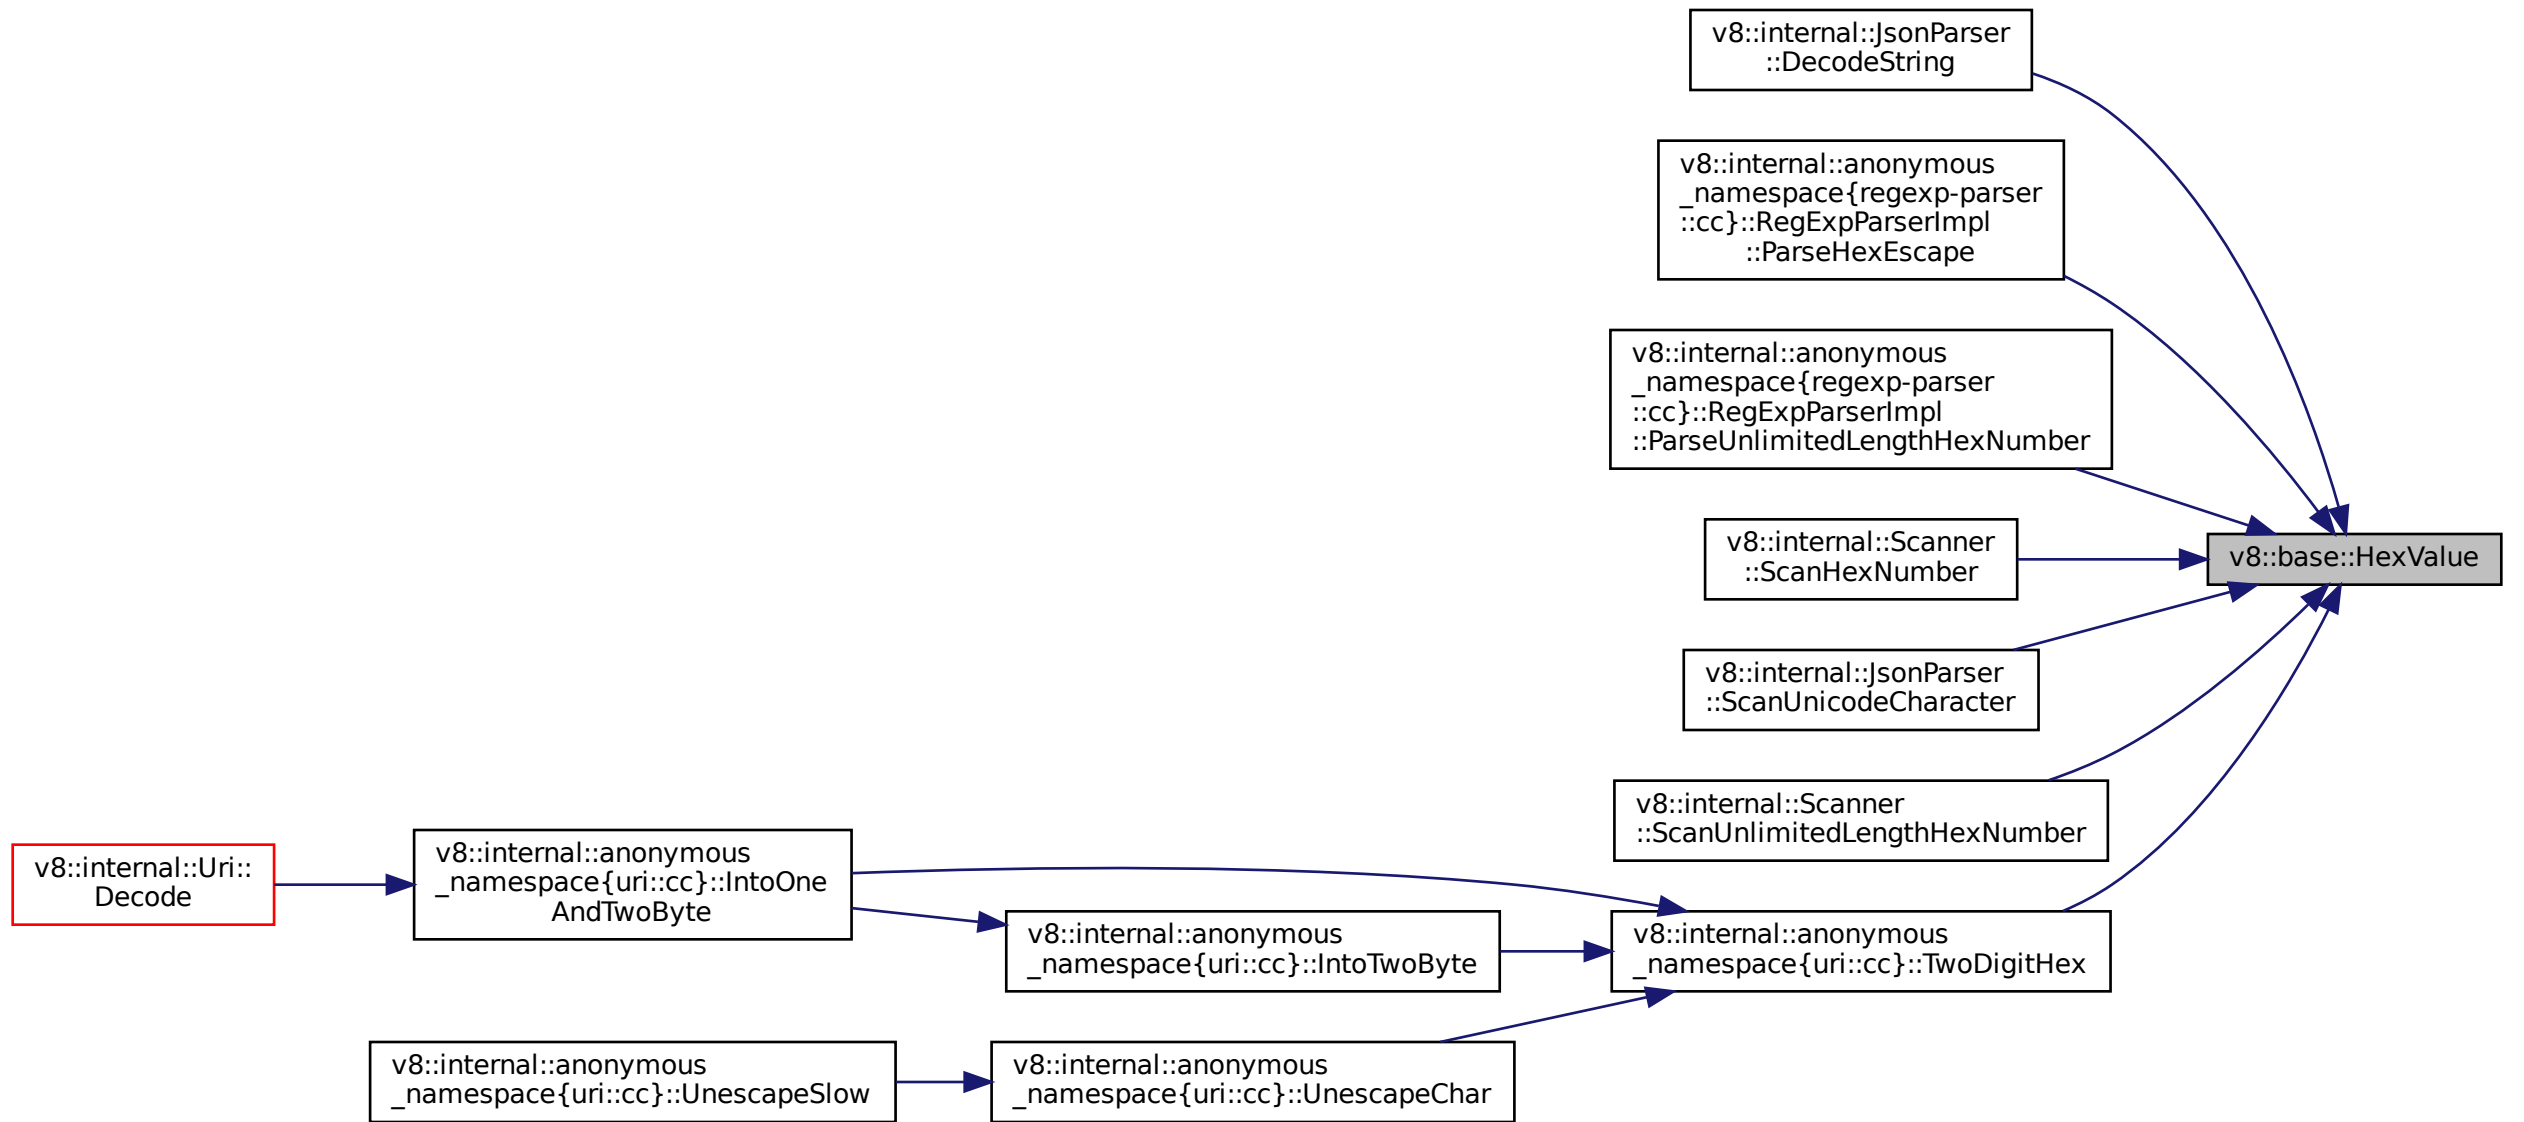 v8::internal::JsonParser
::DecodeString
v8::internal::anonymous
_namespace{regexp-parser
::cc}::RegExpParserImpl
::ParseHexEscape
v8::internal::anonymous
_namespace{regexp-parser
::cc}::RegExpParserImpl
::ParseUnlimitedLengthHexNumber
v8::internal::Scanner
::ScanHexNumber
v8::base::HexValue
v8::internal::JsonParser
::ScanUnicodeCharacter
v8::internal::Scanner
::ScanUnlimitedLengthHexNumber
v8::internal::Uri::
Decode
v8::internal::anonymous
_namespace{uri::cc}::IntoOne
AndTwoByte
v8::internal::anonymous
_namespace{uri::cc}::IntoTwoByte
v8::internal::anonymous
_namespace{uri::cc}::TwoDigitHex
v8::internal::anonymous
_namespace{uri::cc}::UnescapeSlow
v8::internal::anonymous
_namespace{uri::cc}::UnescapeChar